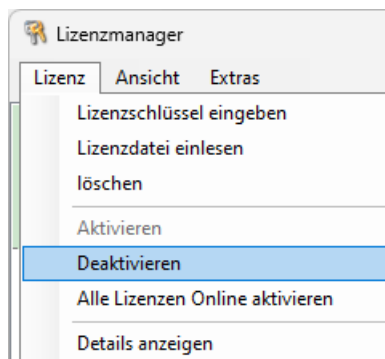 Lizenzmanager
Lizenz Ansicht Extras
Lizenzschlüssel eingeben
Lizenzdatei einlesen
löschen
Aktivieren
Deaktivieren
Alle Lizenzen Online aktivieren
Details anzeigen